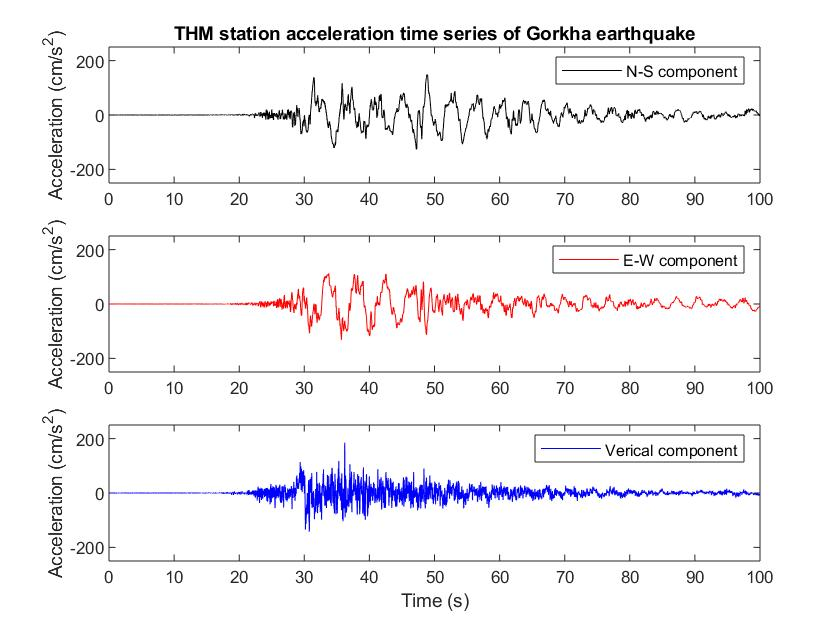 THM station acceleration time series of Gorkha earthquake
Acceleration (cm/s²)
200
0
-200
N-S component
0 10 20 30 40 50 60 70 80 90 100
Acceleration (cm/s²)
200
0
-200
E-W component
0 10 20 30 40 50 60 70 80 90 100
Acceleration (cm/s²)
200
0
-200
Verical component
0 10 20 30 40 50 60 70 80 90 100
Time (s)